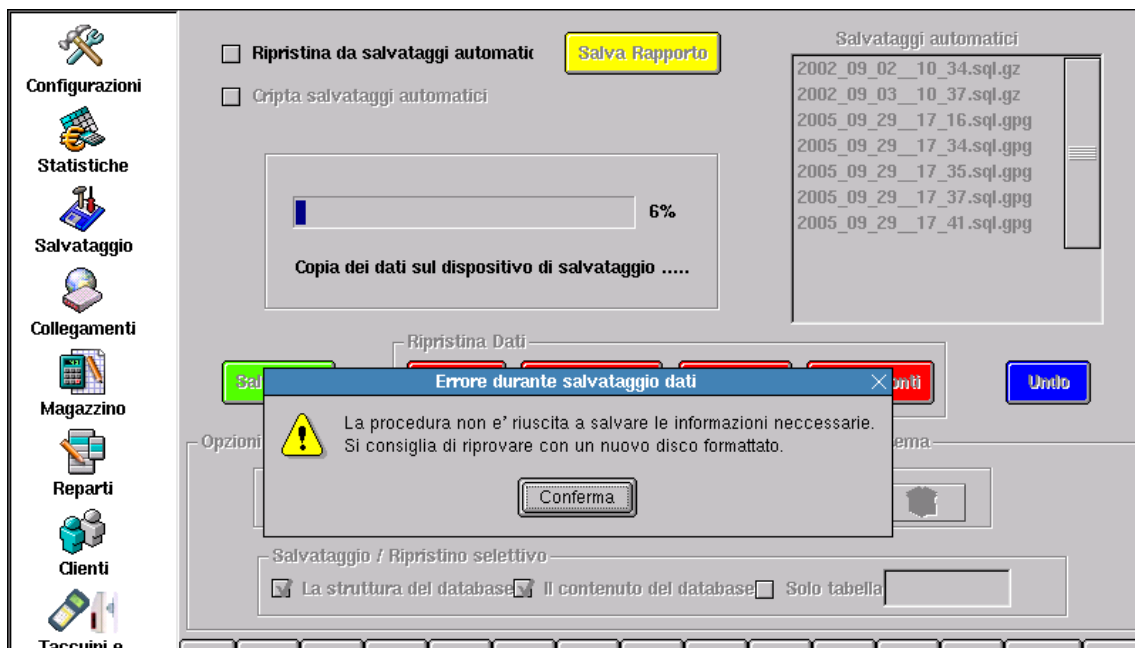 Configurazioni
Statistiche
Salvataggio
Collegamenti
Magazzino
Reparti
Clienti
Taccuini e
Ripristina da salvataggi automatic
Salva Rapporto
Cripta salvataggi automatici
Salvataggi automatici
2002_09_02__10_34.sql.gz
2002_09_03__10_37.sql.gz
2005_09_29__17_16.sql.gpg
2005_09_29__17_34.sql.gpg
2005_09_29__17_35.sql.gpg
2005_09_29__17_37.sql.gpg
2005_09_29__17_41.sql.gpg
6%
Copia dei dati sul dispositivo di salvataggio .....
Ripristina Dati
Undo
Errore durante salvataggio dati
La procedura non e' riuscita a salvare le informazioni neccessarie.
Si consiglia di riprovare con un nuovo disco formattato.
Conferma
Opzioni
Salvataggio / Ripristino selettivo
La struttura del database
Il contenuto del database
Solo tabella